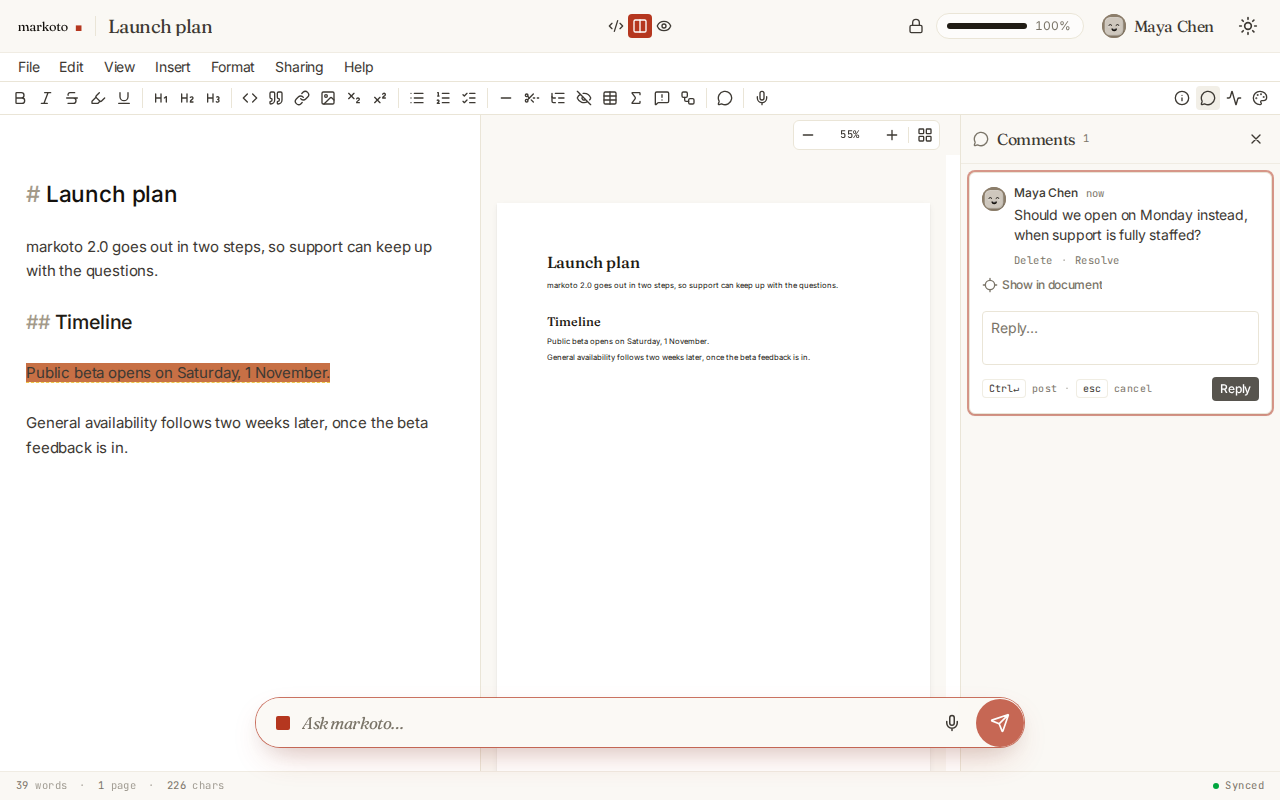 markoto
Launch plan
100%
Maya Chen
File Edit View Insert Format Sharing Help
H1 H2 H3
55%
# Launch plan
markoto 2.0 goes out in two steps, so support can keep up
with the questions.
## Timeline
Public beta opens on Saturday, 1 November.
General availability follows two weeks later, once the beta
feedback is in.
Launch plan
markoto 2.0 goes out in two steps, so support can keep up with the questions.
Timeline
Public beta opens on Saturday, 1 November.
General availability follows two weeks later, once the beta feedback is in.
Comments 1
Maya Chen now
Should we open on Monday instead,
when support is fully staffed?
Delete · Resolve
Show in document
Reply...
Ctrl↵ post · esc cancel
Reply
Ask markoto...
39 words · 1 page · 226 chars
Synced